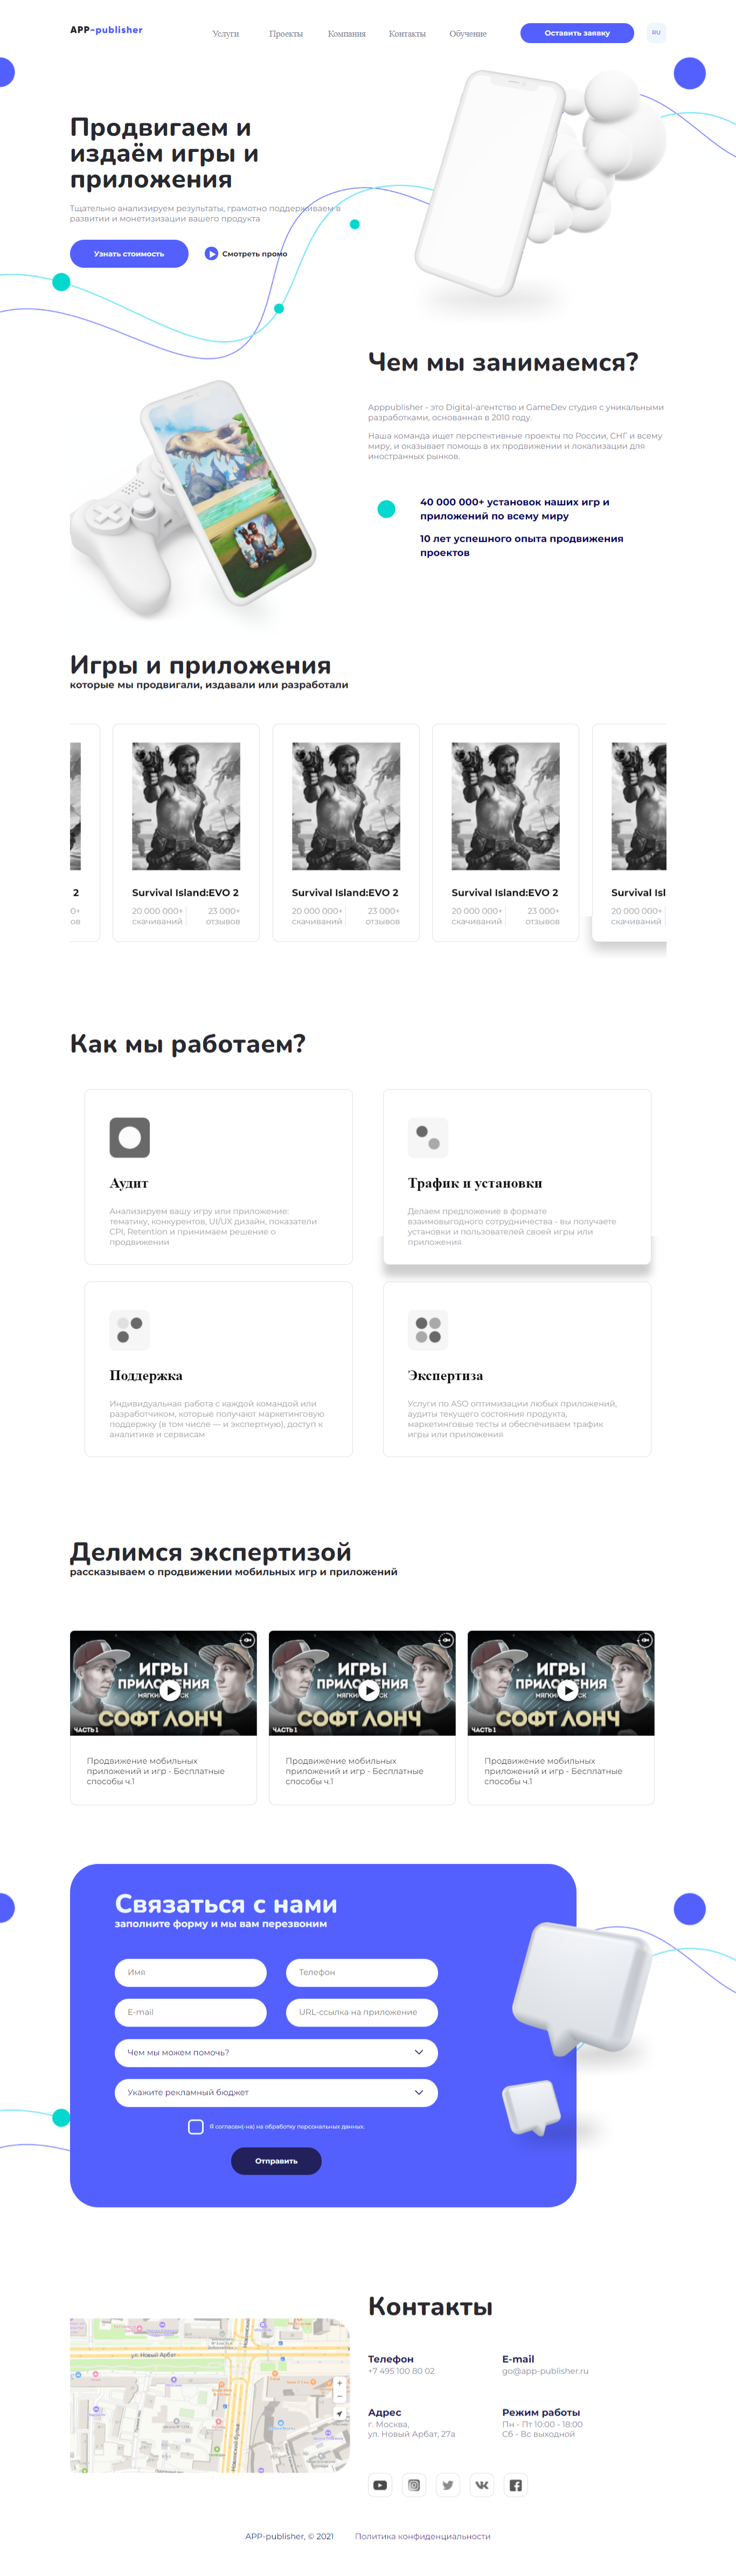 APP-publisher
Услуги
Проекты
Компания
Контакты
Обучение
Оставить заявку
RU
Продвигаем и
издаём игры и
приложения
Тщательно анализируем результаты, грамотно поддерживаем в
развитии и монетизизации вашего продукта
Узнать стоимость
Смотреть промо
Чем мы занимаемся?
Apppublisher - это Digital-агентство и GameDev студия с уникальными
разработками, основанная в 2010 году.
Наша команда ищет перспективные проекты по России, СНГ и всему
миру, и оказывает помощь в их продвижении и локализации для
иностранных рынков.
40 000 000+ установок наших игр и
приложений по всему миру
10 лет успешного опыта продвижения
проектов
Игры и приложения
которые мы продвигали, издавали или разработали
2
0+
ов
Survival Island:EVO 2
20 000 000+
скачиваний
23 000+
отзывов
Survival Island:EVO 2
20 000 000+
скачиваний
23 000+
отзывов
Survival Island:EVO 2
20 000 000+
скачиваний
23 000+
отзывов
Survival Isl
20 000 000+
скачиваний
Как мы работаем?
Аудит
Анализируем вашу игру или приложение:
тематику, конкурентов, UI/UX дизайн, показатели
CPI, Retention и принимаем решение о
продвижении
Трафик и установки
Делаем предложение в формате
взаимовыгодного сотрудничества - вы получаете
установки и пользователей своей игры или
приложения
Поддержка
Индивидуальная работа с каждой командой или
разработчиком, которые получают маркетинговую
поддержку (в том числе — и экспертную), доступ к
аналитике и сервисам
Экспертиза
Услуги по ASO оптимизации любых приложений,
аудиты текущего состояния продукта,
маркетинговые тесты и обеспечиваем трафик
игры или приложения
Делимся экспертизой
рассказываем о продвижении мобильных игр и приложений
ИГРЫ
ПРИЛОЖЕНИЯ
СОФТ ЛОНЧ
ЧАСТЬ 1
Продвижение мобильных
приложений и игр - Бесплатные
способы ч.1
ИГРЫ
ПРИЛОЖЕНИЯ
СОФТ ЛОНЧ
ЧАСТЬ 1
Продвижение мобильных
приложений и игр - Бесплатные
способы ч.1
ИГРЫ
ПРИЛОЖЕНИЯ
СОФТ ЛОНЧ
ЧАСТЬ 1
Продвижение мобильных
приложений и игр - Бесплатные
способы ч.1
Связаться с нами
заполните форму и мы вам перезвоним
Имя
Телефон
E-mail
URL-ссылка на приложение
Чем мы можем помочь?
Укажите рекламный бюджет
Я согласен(-на) на обработку персональных данных.
Отправить
ул. Новый Арбат
Контакты
Телефон
+7 495 100 80 02
E-mail
go@app-publisher.ru
Адрес
г. Москва,
ул. Новый Арбат, 27а
Режим работы
Пн - Пт 10:00 - 18:00
Сб - Вс выходной
APP-publisher, © 2021
Политика конфиденциальности